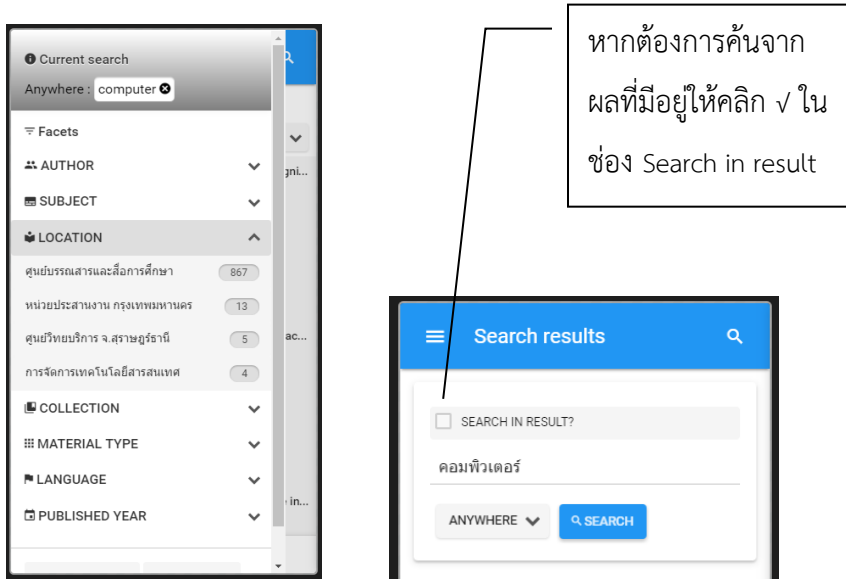 Current search
Anywhere : computer
Facets
AUTHOR
SUBJECT
LOCATION
ศูนย์บรรณสารและสื่อการศึกษา 867
หน่วยประสานงาน กรุงเทพมหานคร 13
ศูนย์วิทยบริการ จ.สุราษฎร์ธานี 5
การจัดการเทคโนโลยีสารสนเทศ 4
COLLECTION
MATERIAL TYPE
LANGUAGE
PUBLISHED YEAR
gni...
ac...
in...
หากต้องการค้นจาก
ผลที่มีอยู่ให้คลิก √ ใน
ช่อง Search in result
Search results
SEARCH IN RESULT?
คอมพิวเตอร์
ANYWHERE SEARCH